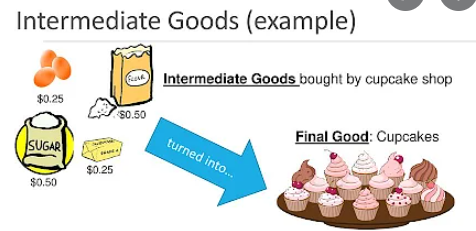 Intermediate Goods (example)
FLOUR
Intermediate Goods bought by cupcake shop
$0.25
$0.50
SUGAR
turned into...
Final Good: Cupcakes
$0.50
$0.25